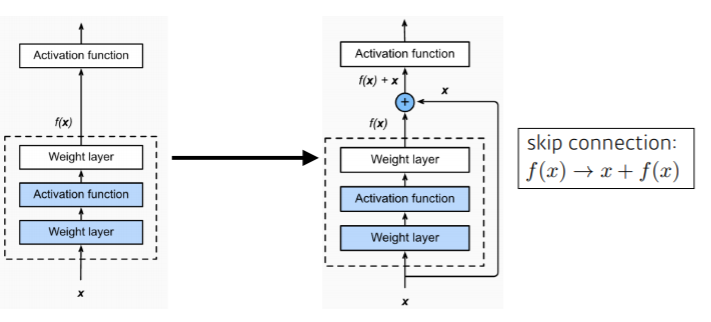 Activation function
f(x)
Weight layer
Activation function
Weight layer
x
Activation function
f(x) + x
x
+
f(x)
Weight layer
Activation function
Weight layer
x
skip connection:
f(x) → x + f(x)